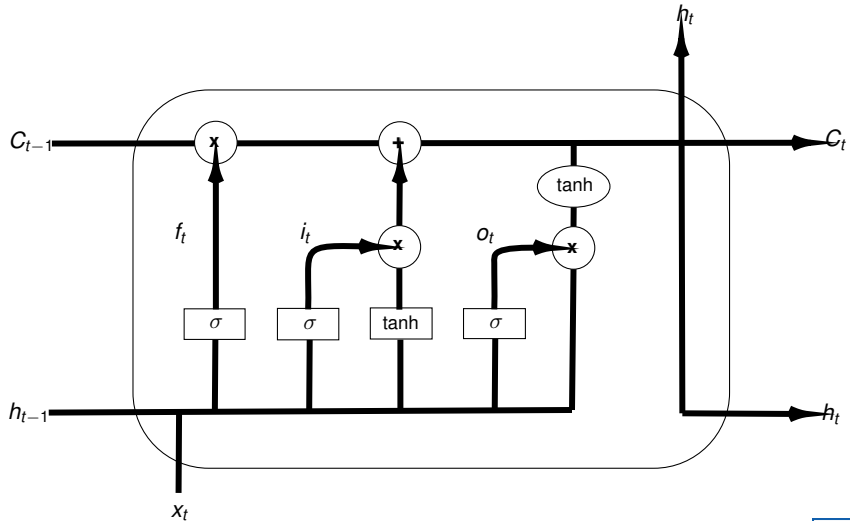 h_t
C_{t−1} x + C_t
tanh
f_t i_t x o_t x
σ σ tanh σ
h_{t−1} h_t
x_t